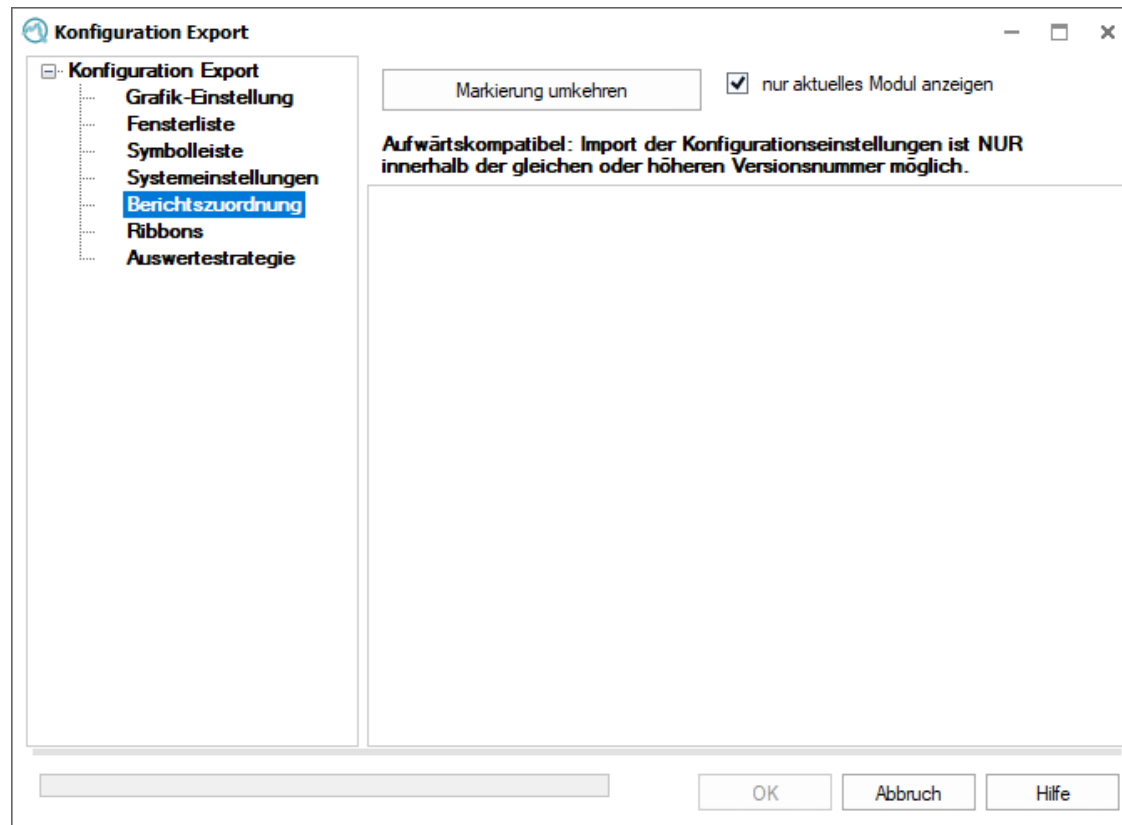 Konfiguration Export
Konfiguration Export
Grafik-Einstellung
Fensterliste
Symbolleiste
Systemeinstellungen
Berichtszuordnung
Ribbons
Auswertestrategie
Markierung umkehren
nur aktuelles Modul anzeigen
Aufwärtskompatibel: Import der Konfigurationseinstellungen ist NUR
innerhalb der gleichen oder höheren Versionsnummer möglich.
OK
Abbruch
Hilfe